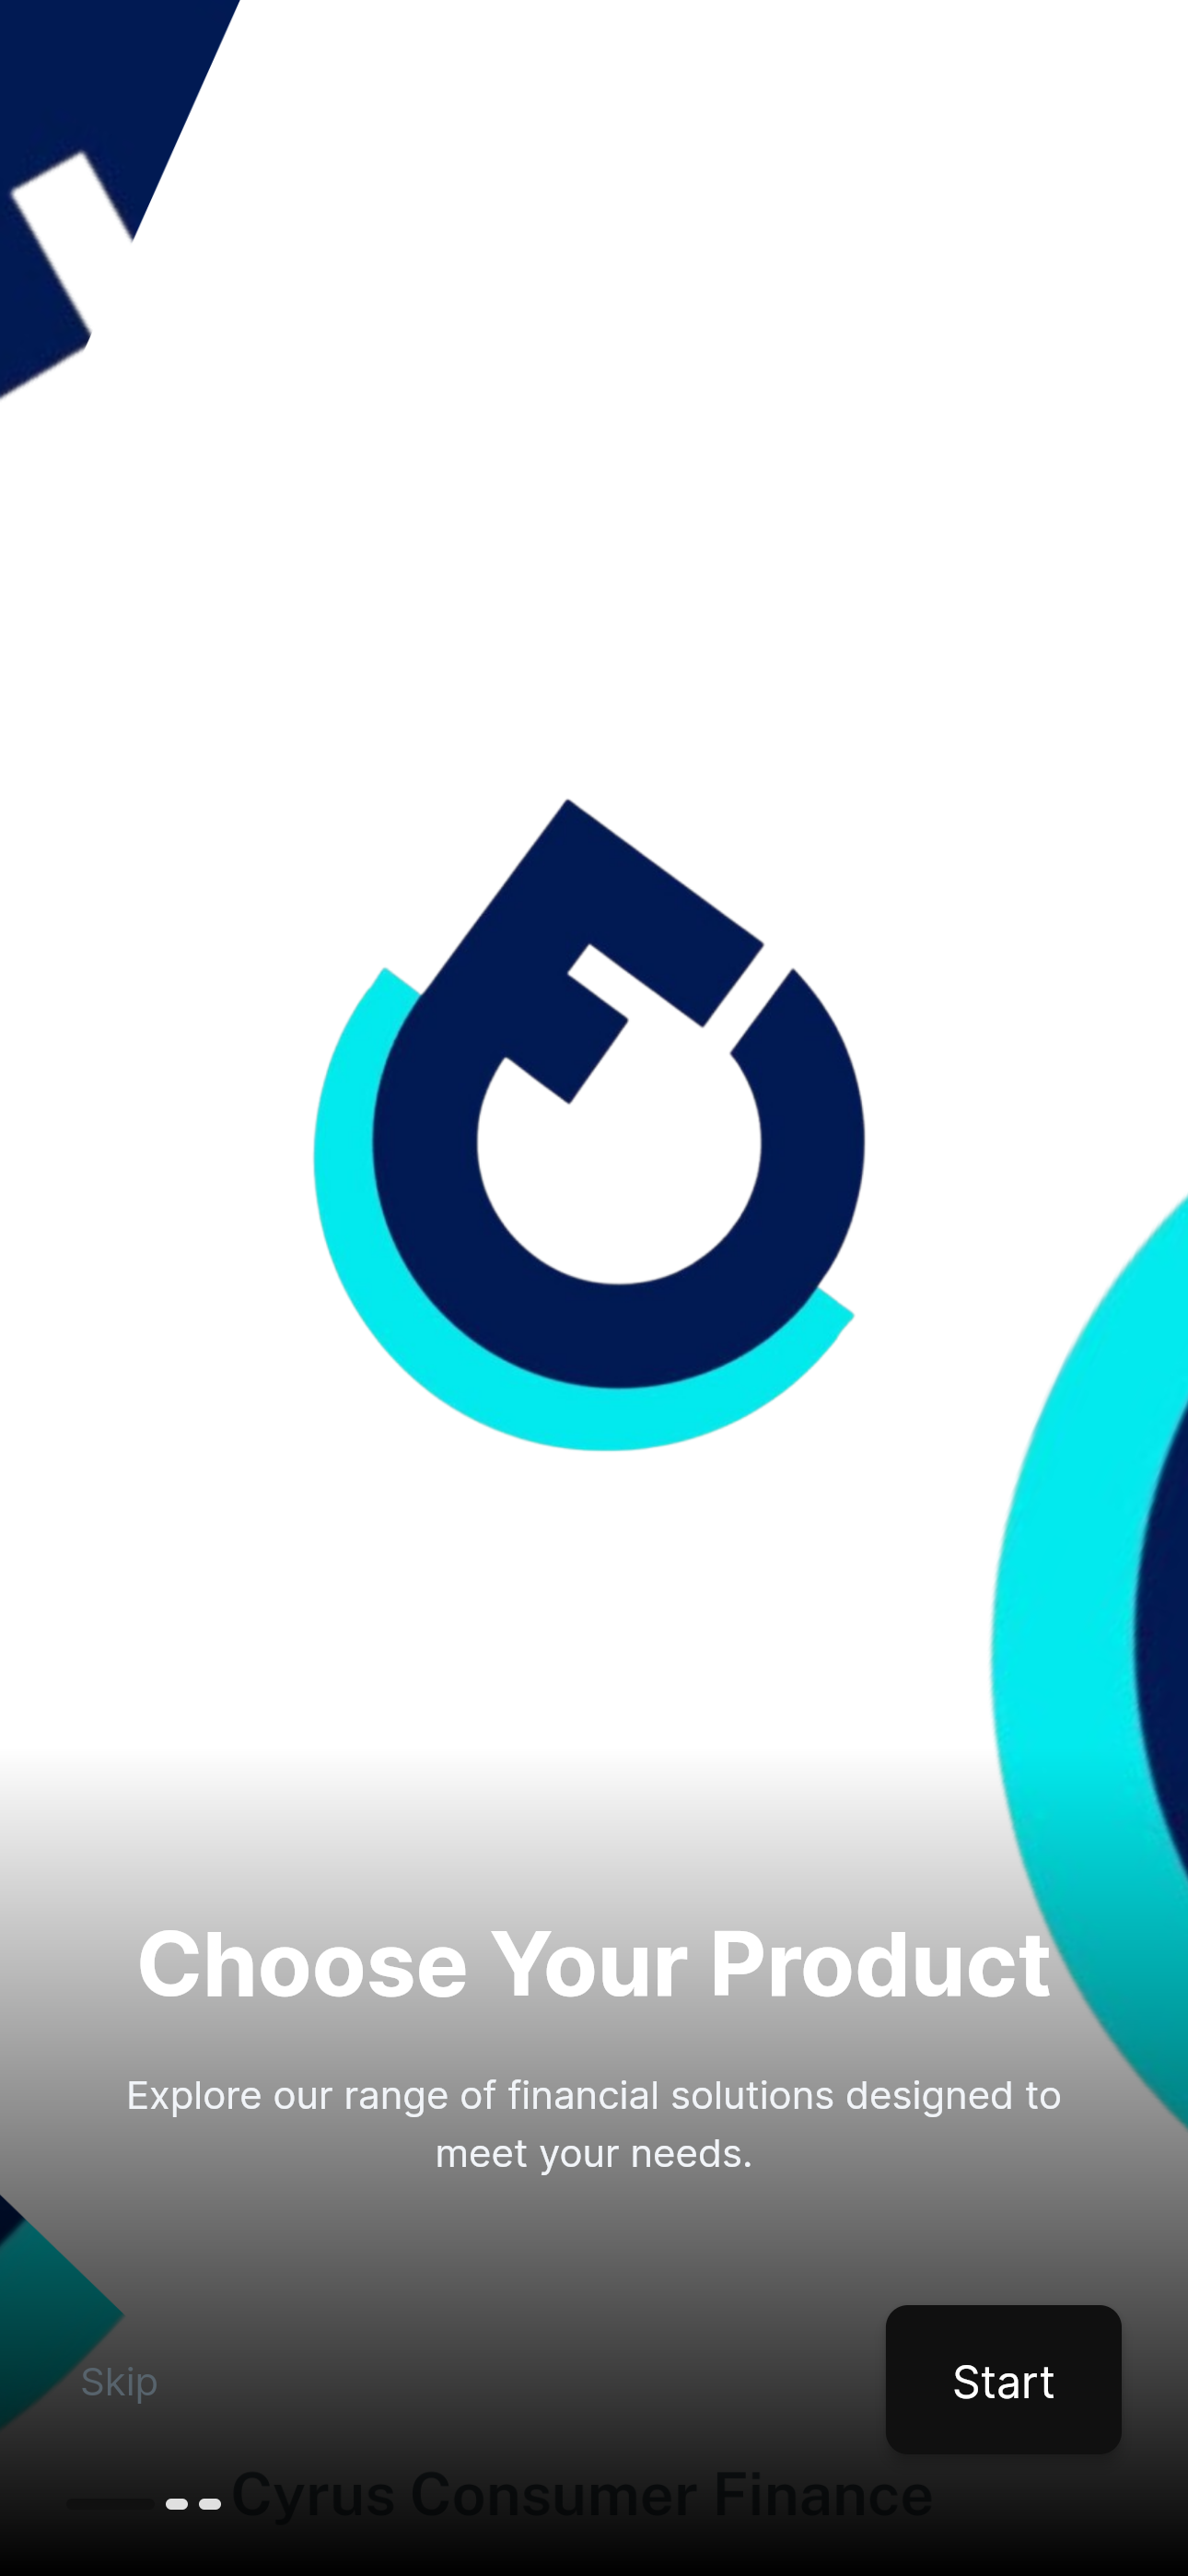 Choose Your Product
Explore our range of financial solutions designed to
meet your needs.
Skip
Start
Cyrus Consumer Finance